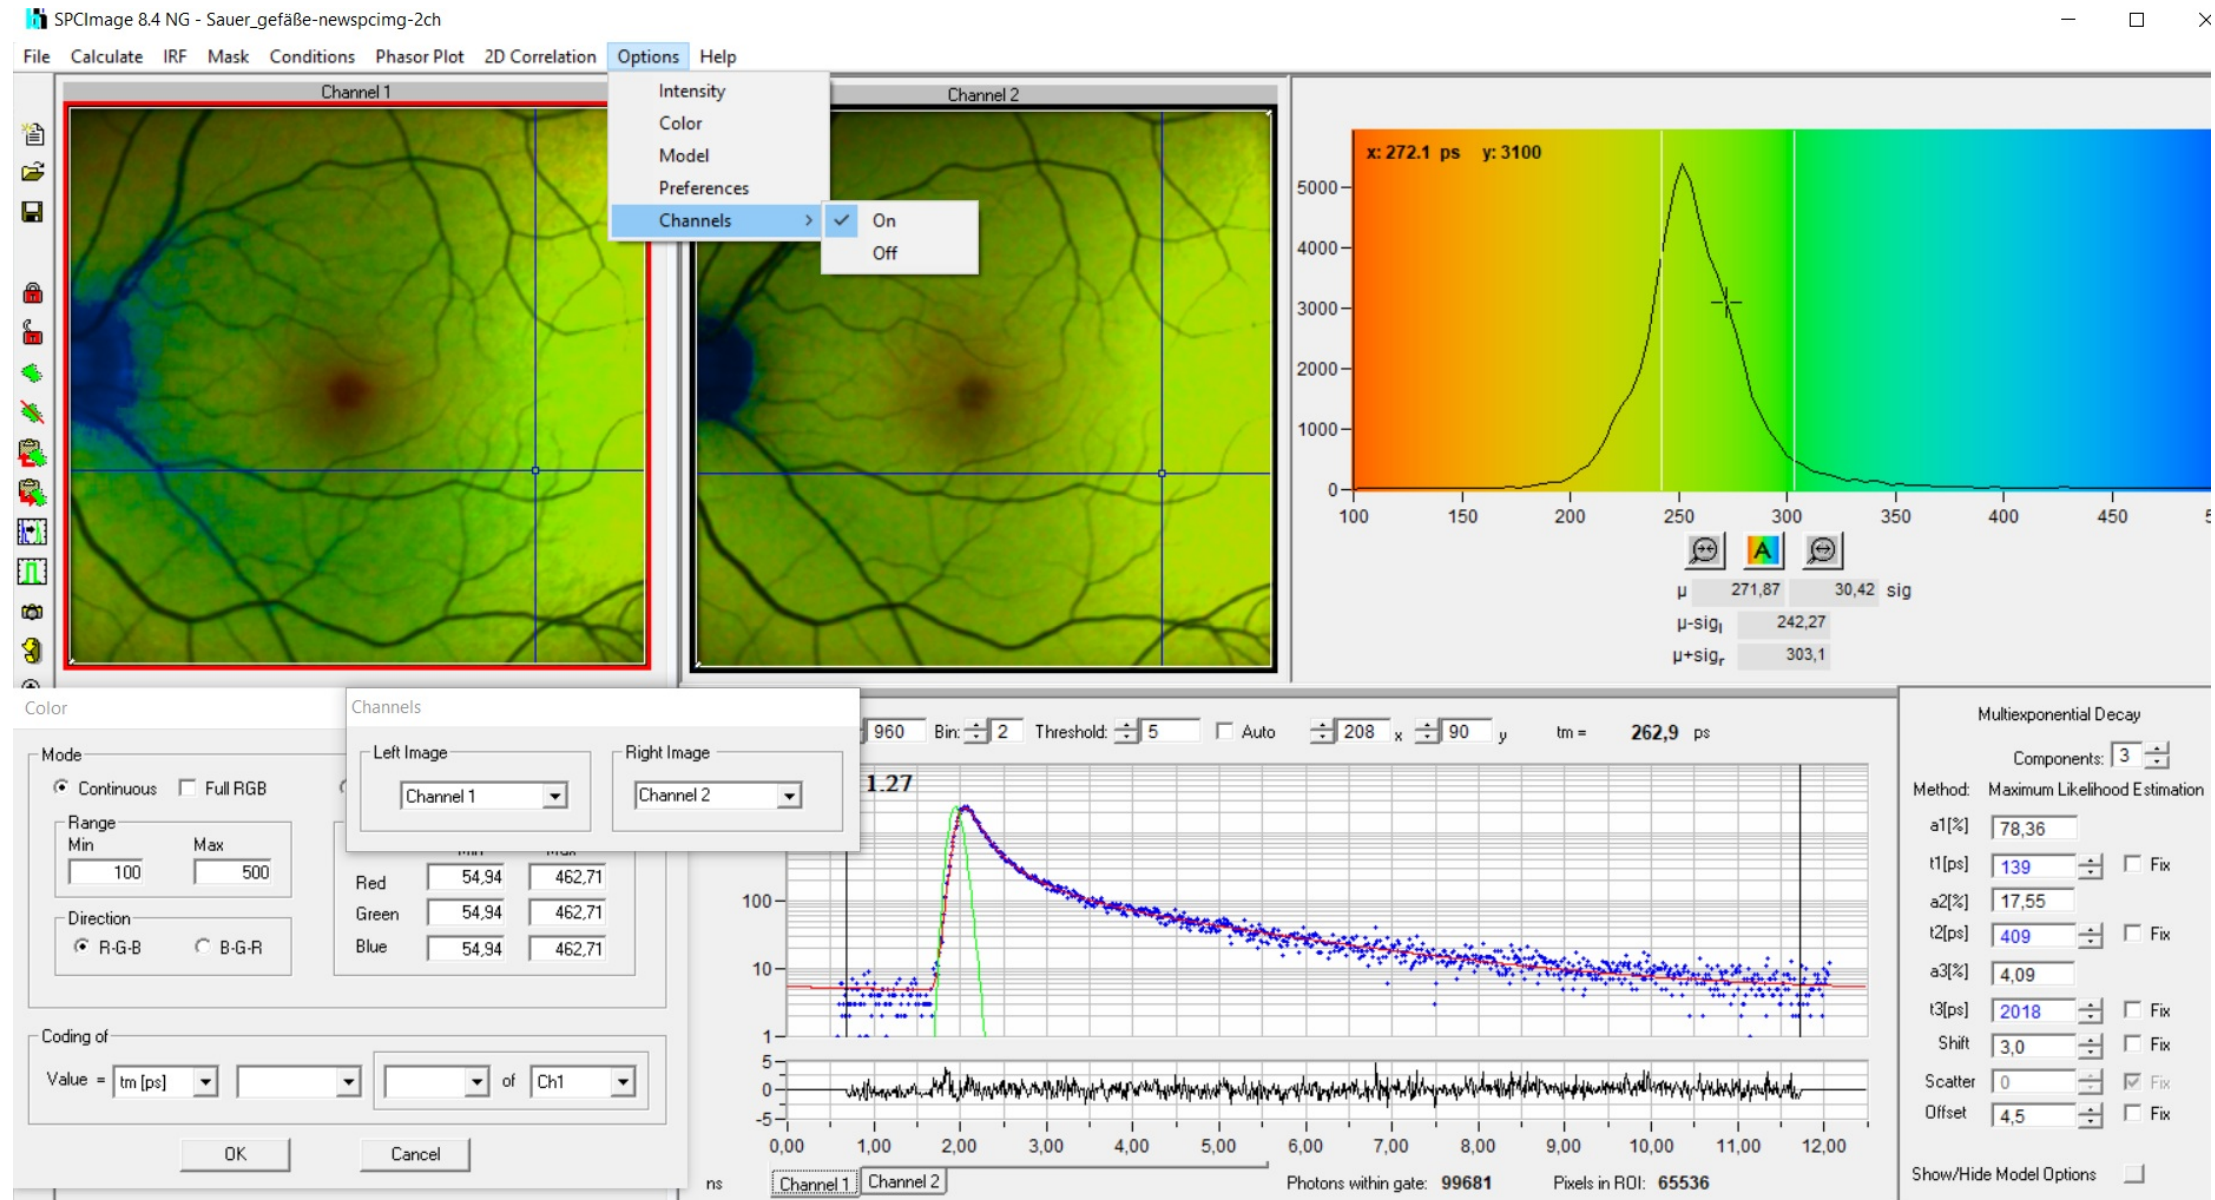 SPCImage 8.4 NG - Sauer_gefäße-newspcimg-2ch
File Calculate IRF Mask Conditions Phasor Plot 2D Correlation Options Help
Channel 1
Intensity
Color
Model
Preferences
Channels
On
Off
Channel 2
x: 272.1 ps y: 3100
5000
4000
3000
2000
1000
0
100 150 200 250 300 350 400 450
A
µ 271,87 30,42 sig
µ-sigl 242,27
µ+sigr 303,1
Color
Mode
Continuous Full RGB
Range
Min Max
100 500
Direction
R-G-B B-G-R
Red 54,94 462,71
Green 54,94 462,71
Blue 54,94 462,71
Coding of
Value = tm [ps] of Ch1
OK Cancel
Channels
Left Image Right Image
Channel 1 Channel 2
960 Bin: 2 Threshold: 5 Auto 208 x 90 y tm = 262,9 ps
1.27
100
10
1
5
0
-5
0,00 1,00 2,00 3,00 4,00 5,00 6,00 7,00 8,00 9,00 10,00 11,00 12,00
ns Channel 1 Channel 2 Photons within gate: 99681 Pixels in ROI: 65536
Multiexponential Decay
Components: 3
Method: Maximum Likelihood Estimation
a1[%] 78,36
t1[ps] 139 Fix
a2[%] 17,55
t2[ps] 409 Fix
a3[%] 4,09
t3[ps] 2018 Fix
Shift 3,0 Fix
Scatter 0 Fix
Offset 4,5 Fix
Show/Hide Model Options